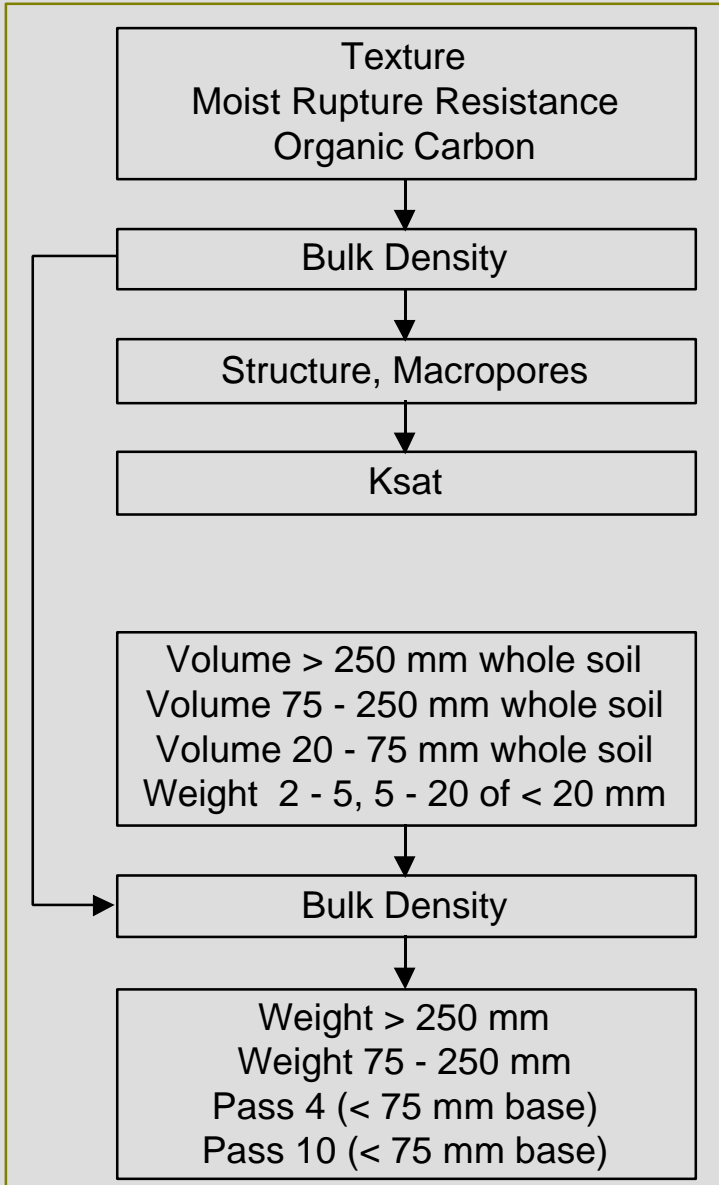 Texture
Moist Rupture Resistance
Organic Carbon
Bulk Density
Structure, Macropores
Ksat
Volume > 250 mm whole soil
Volume 75 - 250 mm whole soil
Volume 20 - 75 mm whole soil
Weight  2 - 5, 5 - 20 of < 20 mm
Bulk Density
Weight > 250 mm
Weight 75 - 250 mm
Pass 4 (< 75 mm base)
Pass 10 (< 75 mm base)